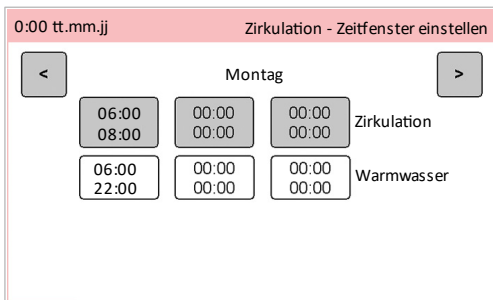 0:00 tt.mm.jj Zirkulation - Zeitfenster einstellen
< Montag >
06:00 00:00 00:00
08:00 00:00 00:00
Zirkulation
06:00 00:00 00:00
22:00 00:00 00:00
Warmwasser